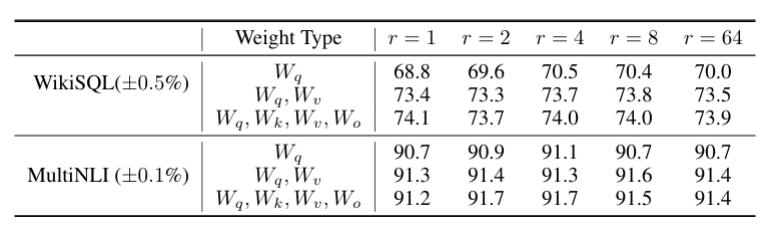 Weight Type r = 1 r = 2 r = 4 r = 8 r = 64
WikiSQL(±0.5%) W_q 68.8 69.6 70.5 70.4 70.0
W_q, W_v 73.4 73.3 73.7 73.8 73.5
W_q, W_k, W_v, W_o 74.1 73.7 74.0 74.0 73.9
MultiNLI (±0.1%) W_q 90.7 90.9 91.1 90.7 90.7
W_q, W_v 91.3 91.4 91.3 91.6 91.4
W_q, W_k, W_v, W_o 91.2 91.7 91.7 91.5 91.4